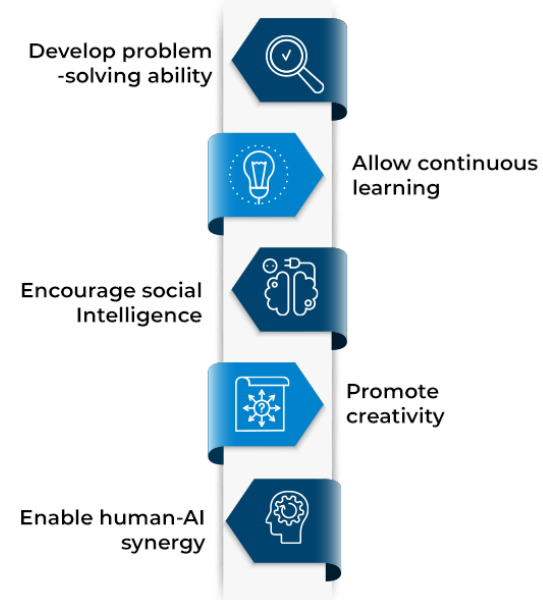 Develop problem
-solving ability
Allow continuous
learning
Encourage social
Intelligence
?
Promote
creativity
Enable human-AI
synergy